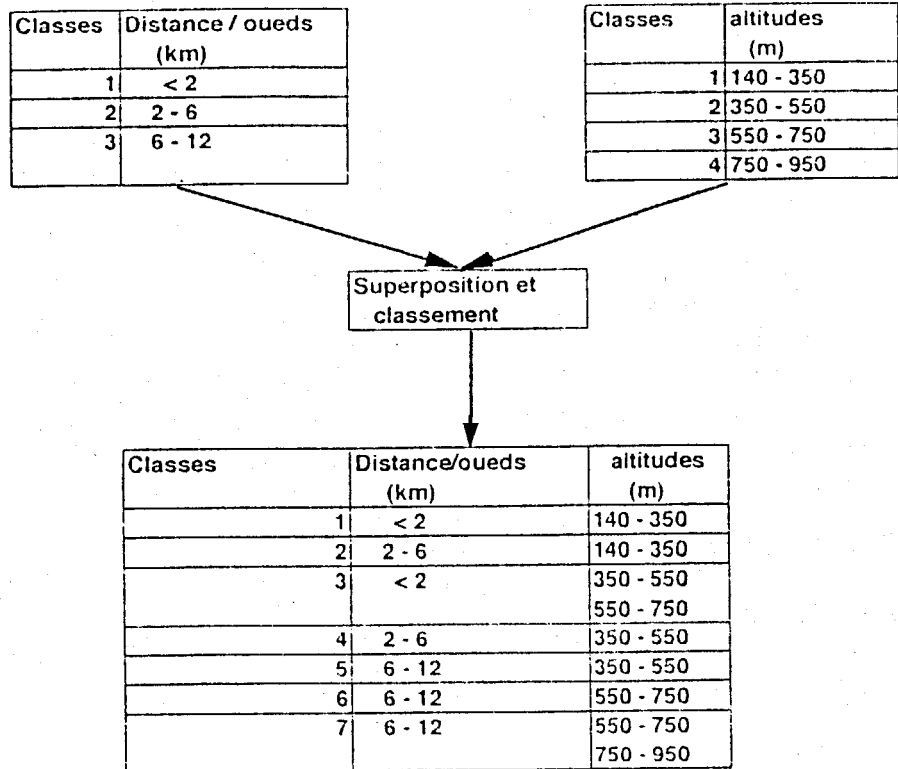 Classes Distance / oueds
(km)
1 < 2
2 2 - 6
3 6 - 12
Classes altitudes
(m)
1 140 - 350
2 350 - 550
3 550 - 750
4 750 - 950
Superposition et
classement
Classes Distance/oueds altitudes
(km) (m)
1 < 2 140 - 350
2 2 - 6 140 - 350
3 < 2 350 - 550
550 - 750
4 2 - 6 350 - 550
5 6 - 12 350 - 550
6 6 - 12 550 - 750
7 6 - 12 550 - 750
750 - 950